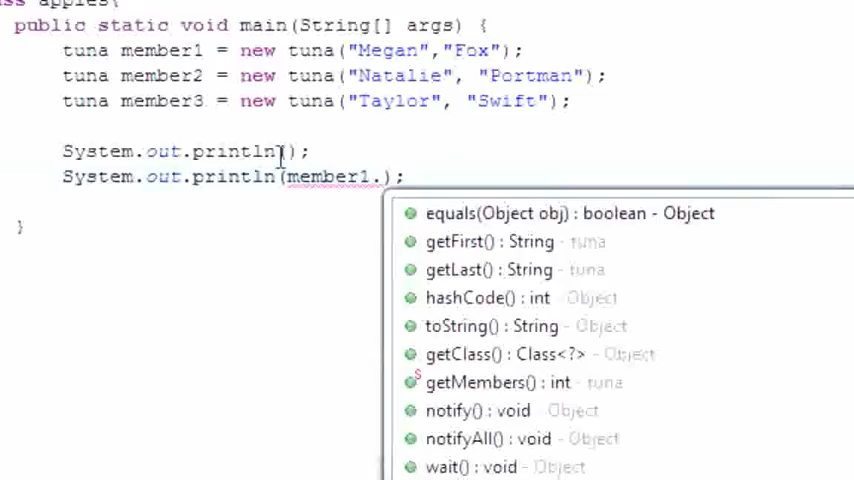 apples{
public static void main(String[] args) {
tuna member1 = new tuna("Megan","Fox");
tuna member2 = new tuna("Natalie", "Portman");
tuna member3 = new tuna("Taylor", "Swift");
System.out.println();
System.out.println(member1.);
}
equals(Object obj) : boolean - Object
getFirst() : String - tuna
getLast() : String - tuna
hashCode() : int - Object
toString() : String - Object
getClass() : Class<?> - Object
S getMembers() : int - tuna
notify() : void - Object
notifyAll() : void - Object
wait() : void - Object